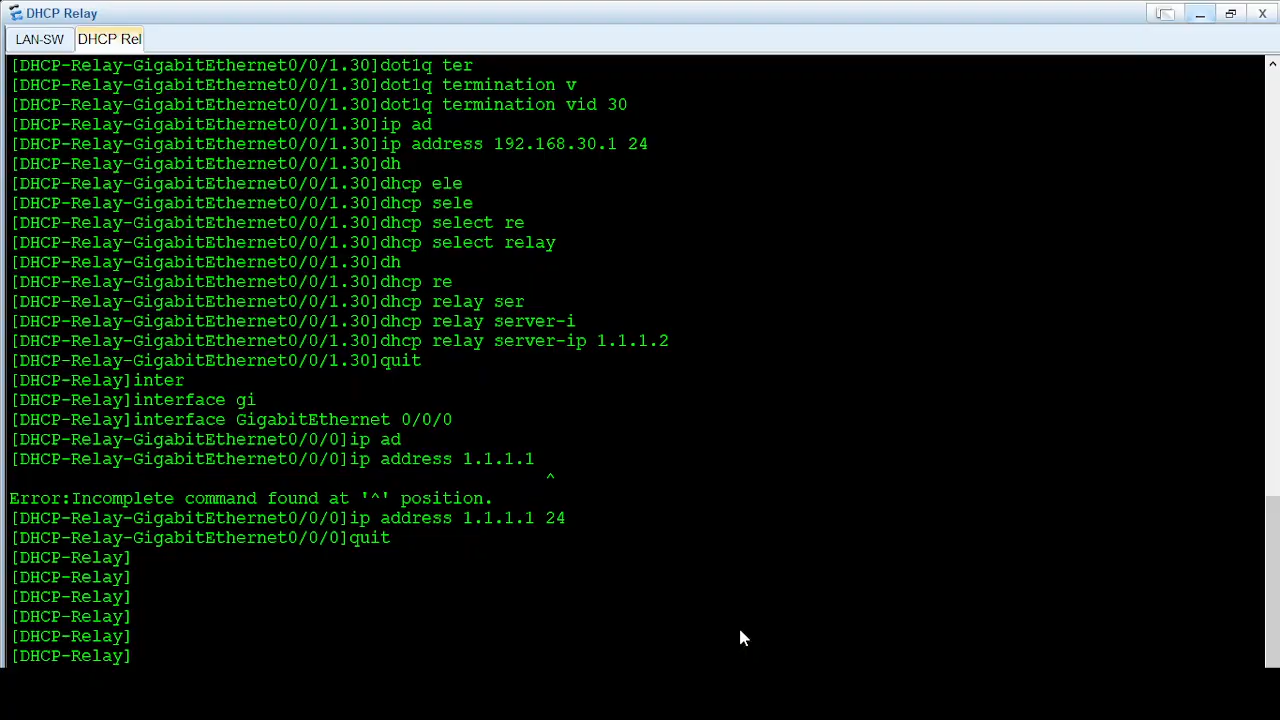 DHCP Relay
LAN-SW DHCP Rel
[DHCP-Relay-GigabitEthernet0/0/1.30]dot1q ter
[DHCP-Relay-GigabitEthernet0/0/1.30]dot1q termination v
[DHCP-Relay-GigabitEthernet0/0/1.30]dot1q termination vid 30
[DHCP-Relay-GigabitEthernet0/0/1.30]ip ad
[DHCP-Relay-GigabitEthernet0/0/1.30]ip address 192.168.30.1 24
[DHCP-Relay-GigabitEthernet0/0/1.30]dh
[DHCP-Relay-GigabitEthernet0/0/1.30]dhcp ele
[DHCP-Relay-GigabitEthernet0/0/1.30]dhcp sele
[DHCP-Relay-GigabitEthernet0/0/1.30]dhcp select re
[DHCP-Relay-GigabitEthernet0/0/1.30]dhcp select relay
[DHCP-Relay-GigabitEthernet0/0/1.30]dh
[DHCP-Relay-GigabitEthernet0/0/1.30]dhcp re
[DHCP-Relay-GigabitEthernet0/0/1.30]dhcp relay ser
[DHCP-Relay-GigabitEthernet0/0/1.30]dhcp relay server-i
[DHCP-Relay-GigabitEthernet0/0/1.30]dhcp relay server-ip 1.1.1.2
[DHCP-Relay-GigabitEthernet0/0/1.30]quit
[DHCP-Relay]inter
[DHCP-Relay]interface gi
[DHCP-Relay]interface GigabitEthernet 0/0/0
[DHCP-Relay-GigabitEthernet0/0/0]ip ad
[DHCP-Relay-GigabitEthernet0/0/0]ip address 1.1.1.1
^
Error:Incomplete command found at '^' position.
[DHCP-Relay-GigabitEthernet0/0/0]ip address 1.1.1.1 24
[DHCP-Relay-GigabitEthernet0/0/0]quit
[DHCP-Relay]
[DHCP-Relay]
[DHCP-Relay]
[DHCP-Relay]
[DHCP-Relay]
[DHCP-Relay]